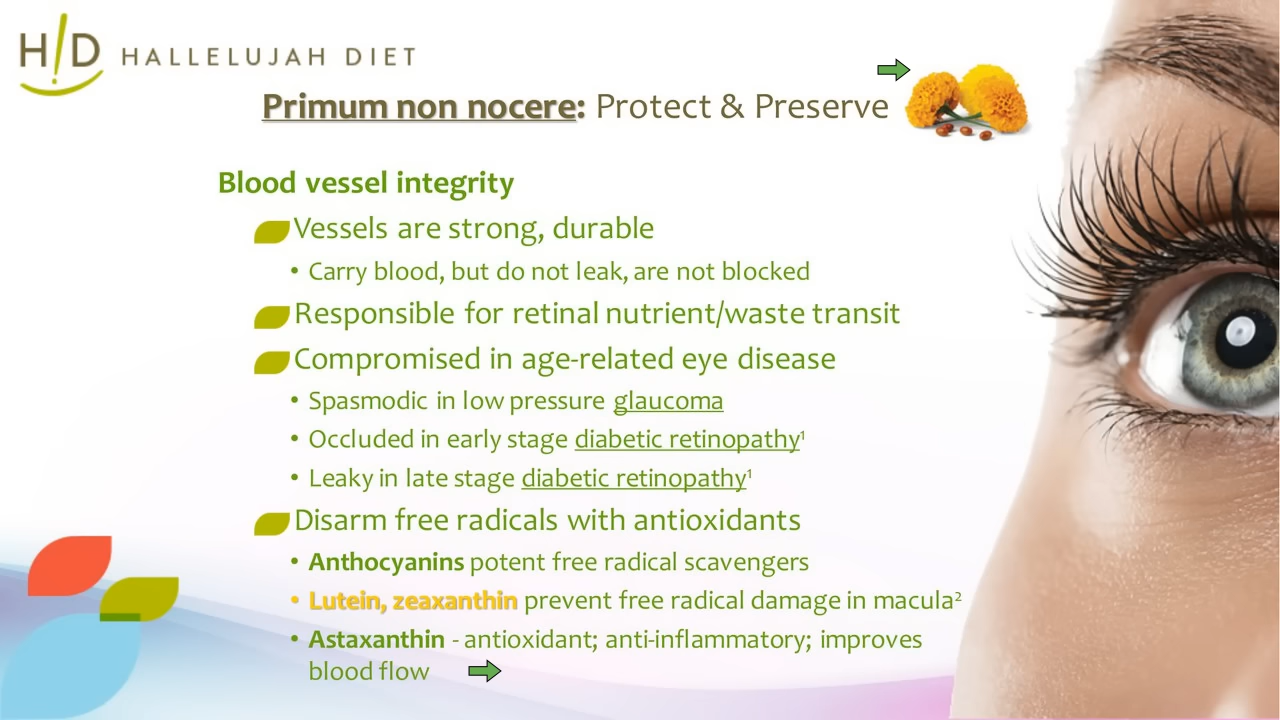 H!D HALLELUJAH DIET
Primum non nocere: Protect & Preserve
Blood vessel integrity
Vessels are strong, durable
• Carry blood, but do not leak, are not blocked
Responsible for retinal nutrient/waste transit
Compromised in age-related eye disease
• Spasmodic in low pressure glaucoma
• Occluded in early stage diabetic retinopathy¹
• Leaky in late stage diabetic retinopathy¹
Disarm free radicals with antioxidants
• Anthocyanins potent free radical scavengers
• Lutein, zeaxanthin prevent free radical damage in macula²
• Astaxanthin - antioxidant; anti-inflammatory; improves
blood flow